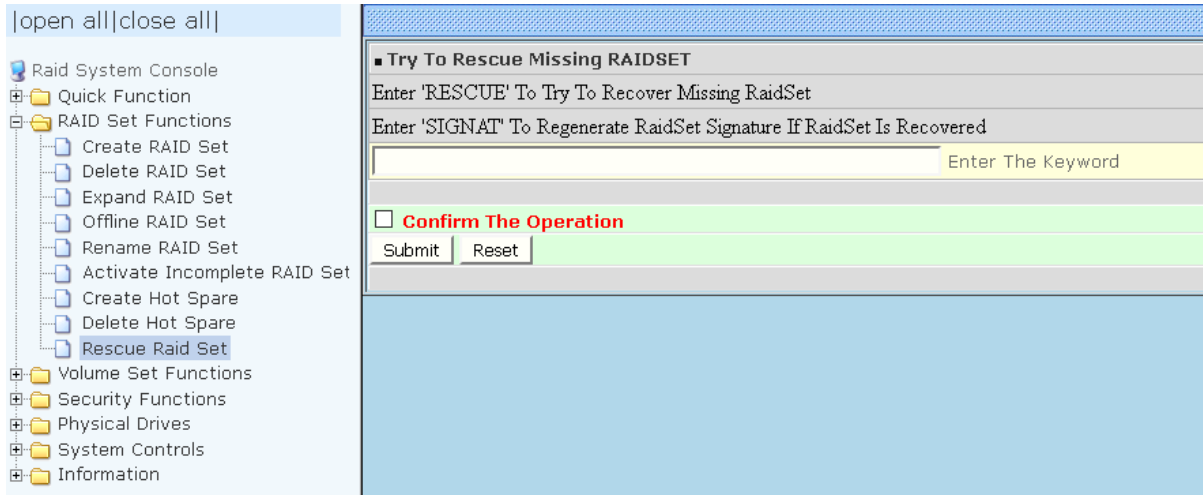 |open all|close all|
Raid System Console
Quick Function
RAID Set Functions
Create RAID Set
Delete RAID Set
Expand RAID Set
Offline RAID Set
Rename RAID Set
Activate Incomplete RAID Set
Create Hot Spare
Delete Hot Spare
Rescue Raid Set
Volume Set Functions
Security Functions
Physical Drives
System Controls
Information
Try To Rescue Missing RAIDSET
Enter 'RESCUE' To Try To Recover Missing RaidSet
Enter 'SIGNAT' To Regenerate RaidSet Signature If RaidSet Is Recovered
Enter The Keyword
Confirm The Operation
Submit Reset